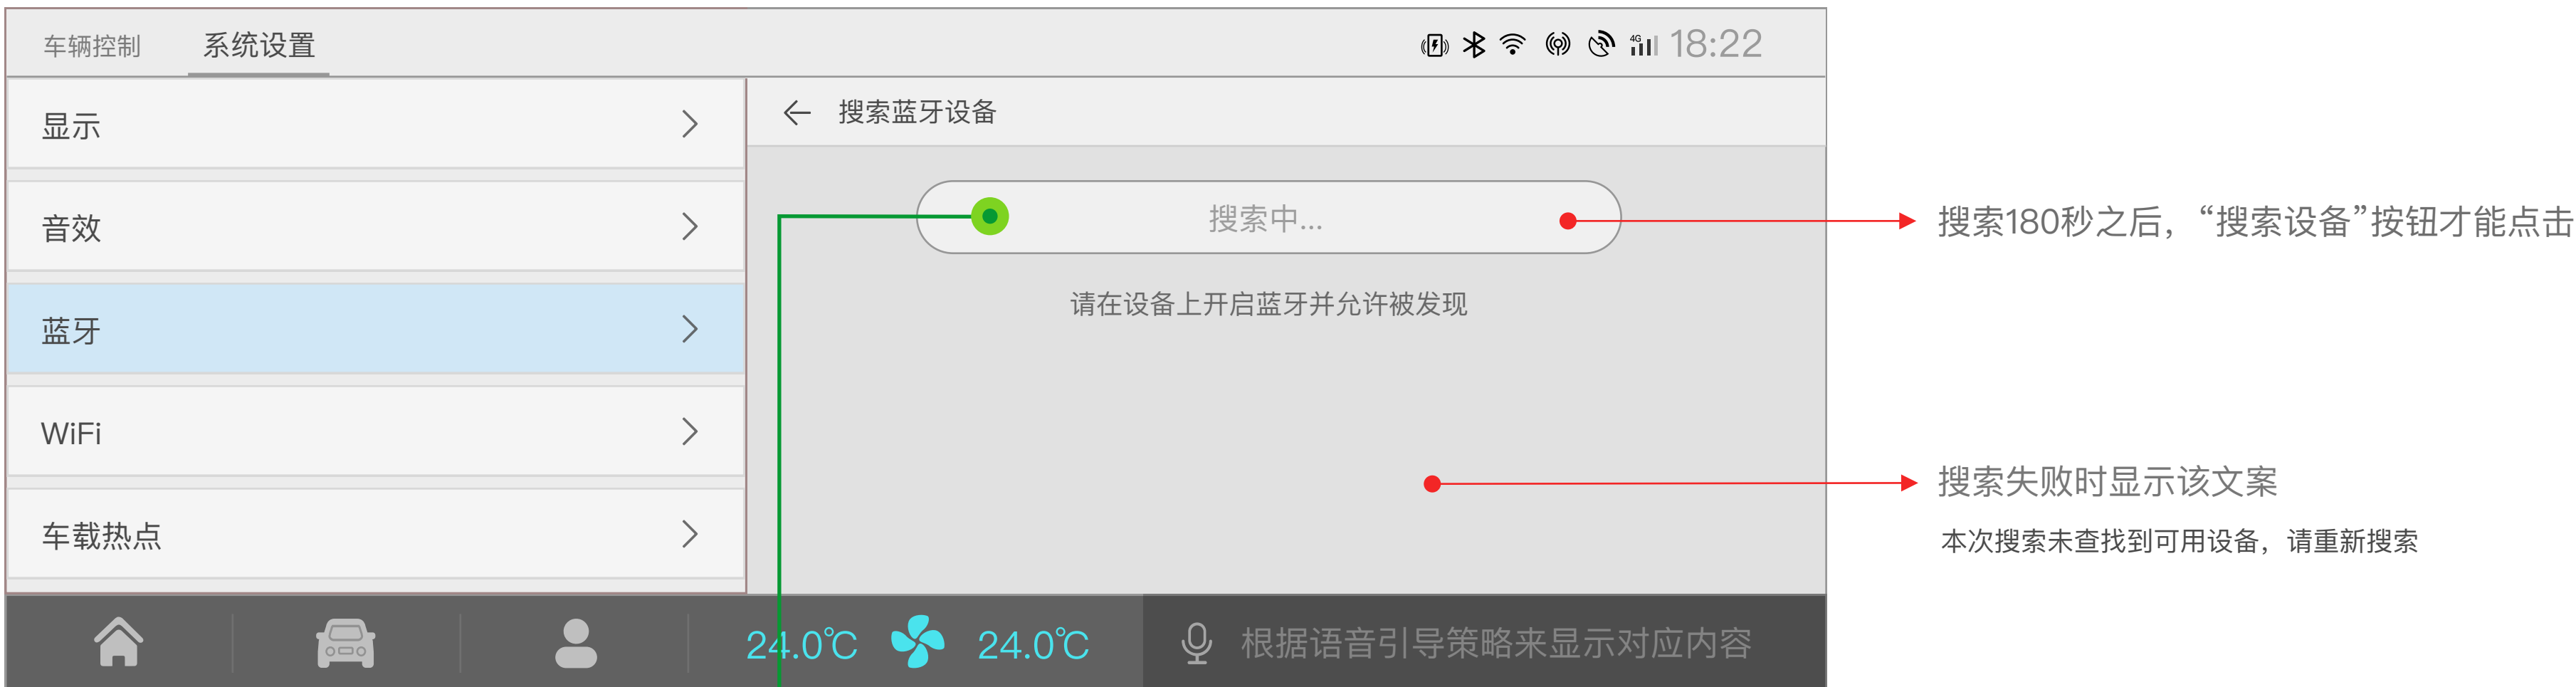 车辆控制 系统设置 4G 18:22
显示
音效
蓝牙
WiFi
车载热点
搜索蓝牙设备
搜索中...
请在设备上开启蓝牙并允许被发现
搜索180秒之后，“搜索设备”按钮才能点击
搜索失败时显示该文案
本次搜索未查找到可用设备，请重新搜索
24.0℃ 24.0℃ 根据语音引导策略来显示对应内容